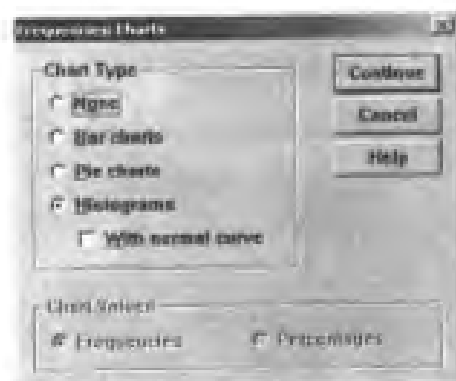 Frequencies Charts
Chart Type
None
Bar charts
Pie charts
Histograms
With normal curve
Continue
Cancel
Help
Chart Values
Frequencies
Percentages